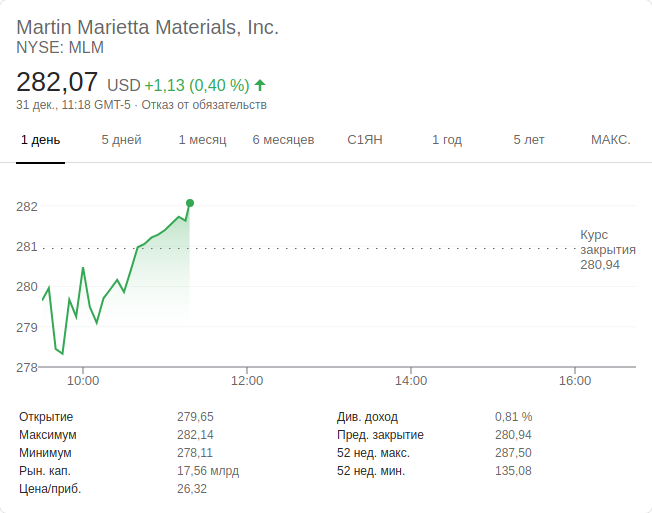 Martin Marietta Materials, Inc.
NYSE: MLM
282,07 USD +1,13 (0,40 %)
31 дек., 11:18 GMT-5 · Отказ от обязательств
1 день 5 дней 1 месяц 6 месяцев С1ЯН 1 год 5 лет МАКС.
282
281
280
279
278
Курс
закрытия
280,94
10:00 12:00 14:00 16:00
Открытие 279,65 Див. доход 0,81 %
Максимум 282,14 Пред. закрытие 280,94
Минимум 278,11 52 нед. макс. 287,50
Рын. кап. 17,56 млрд 52 нед. мин. 135,08
Цена/приб. 26,32